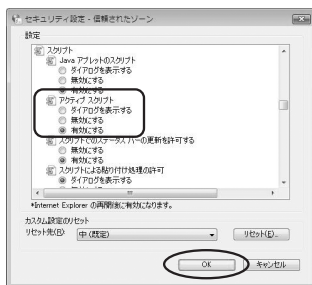 セキュリティ設定 - 信頼されたゾーン
設定
スクリプト
Java アプレットのスクリプト
ダイアログを表示する
無効にする
有効にする
アクティブ スクリプト
ダイアログを表示する
無効にする
有効にする
スクリプトでのステータス バーの更新を許可する
無効にする
有効にする
スクリプトによる貼り付け処理の許可
ダイアログを表示する
*Internet Explorer の再開後に有効になります。
カスタム設定のリセット
リセット先(R): 中 (既定) リセット(E)...
OK キャンセル